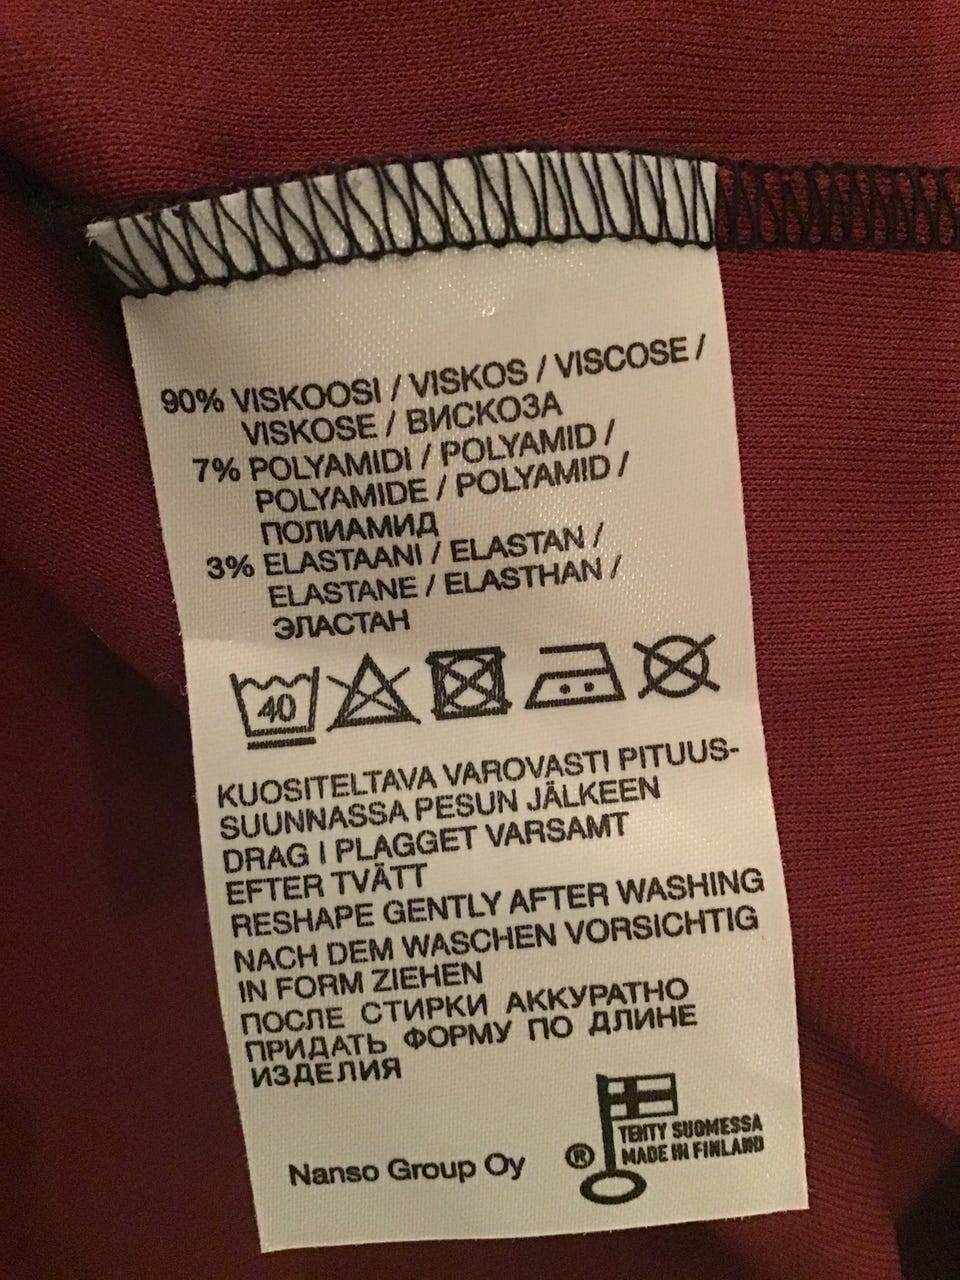 90% VISKOOSI / VISKOS / VISCOSE /
VISKOSE / ВИСКОЗА
7% POLYAMIDI / POLYAMID /
POLYAMIDE / POLYAMID /
ПОЛИАМИД
3% ELASTAANI / ELASTAN /
ELASTANE / ELASTHAN /
ЭЛАСТАН
40
KUOSITELTAVA VAROVASTI PITUUS-
SUUNNASSA PESUN JÄLKEEN
DRAG I PLAGGET VARSAMT
EFTER TVÄTT
RESHAPE GENTLY AFTER WASHING
NACH DEM WASCHEN VORSICHTIG
IN FORM ZIEHEN
ПОСЛЕ СТИРКИ АККУРАТНО
ПРИДАТЬ ФОРМУ ПО ДЛИНЕ
ИЗДЕЛИЯ
Nanso Group Oy
®
TEHTY SUOMESSA
MADE IN FINLAND